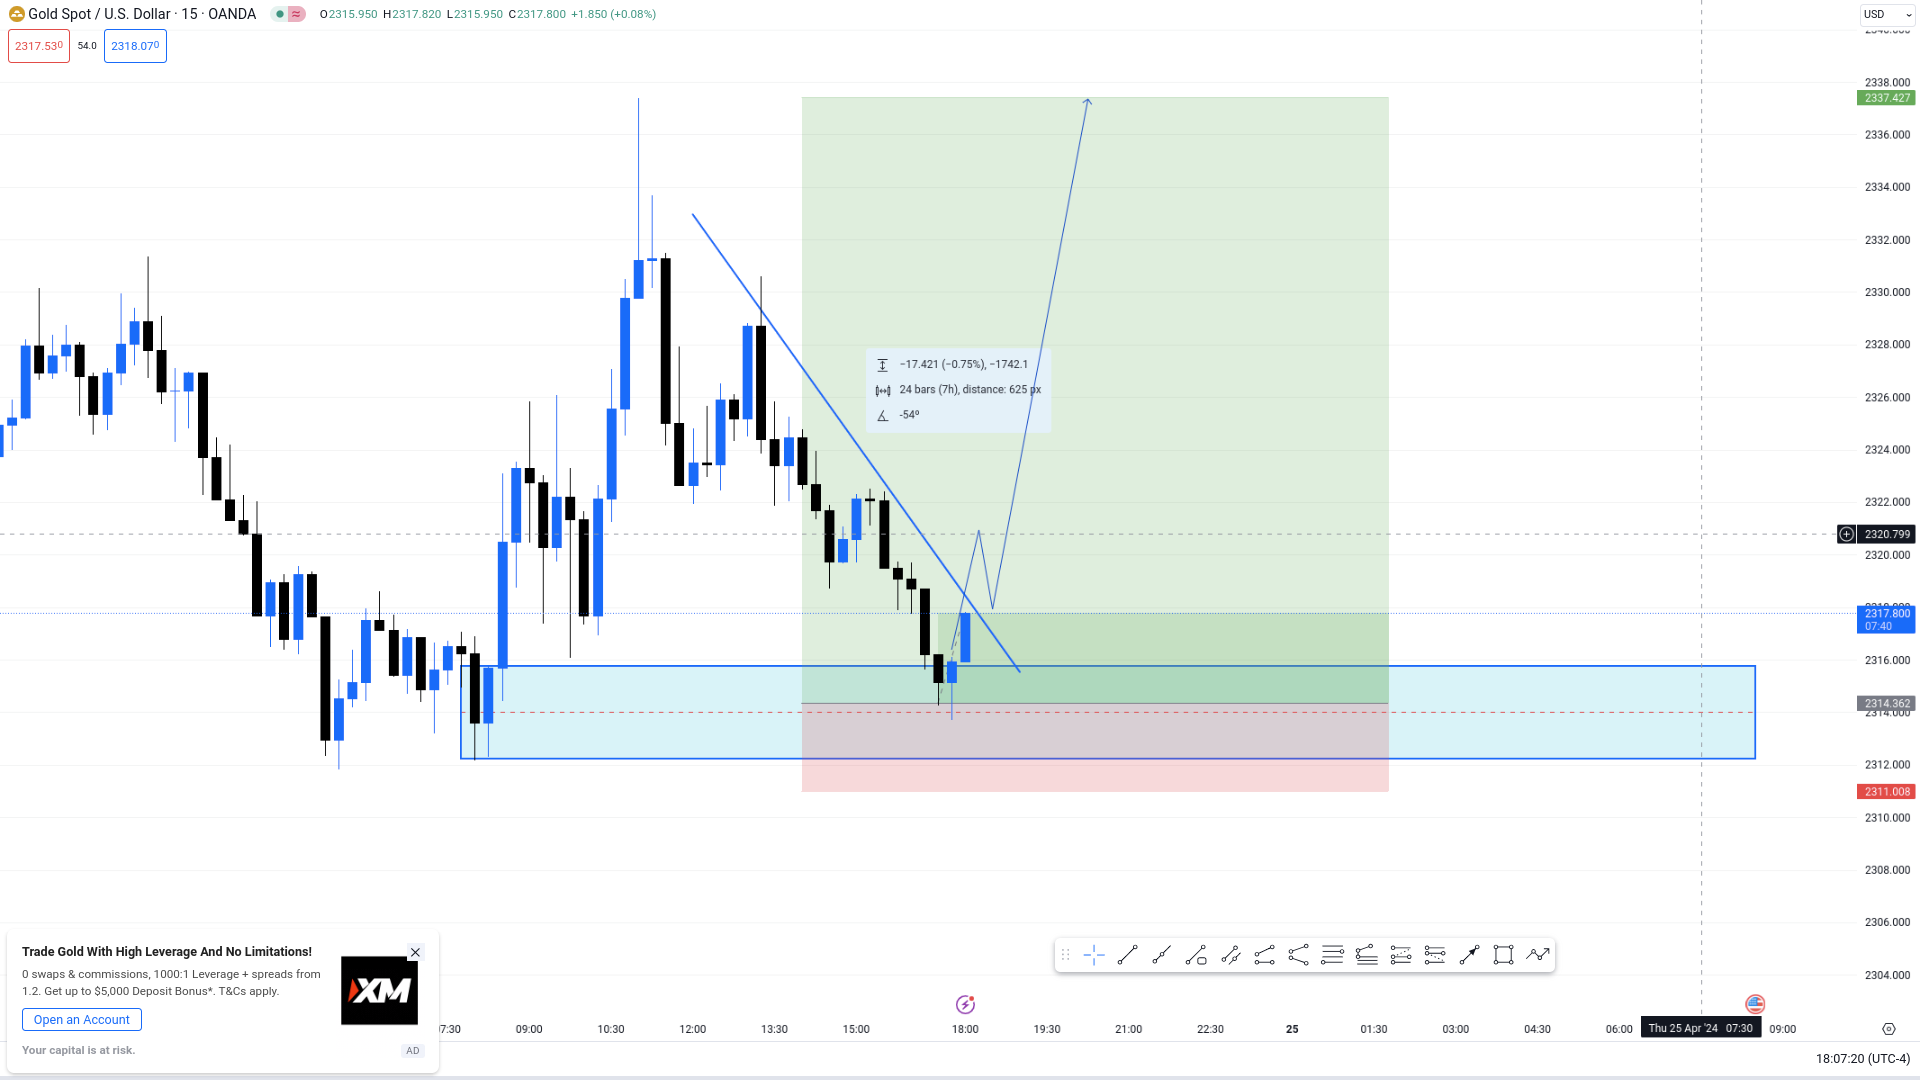 Gold Spot / U.S. Dollar · 15 · OANDA
O2315.950 H2317.820 L2315.950 C2317.800 +1.850 (+0.08%)
USD
2317.530 54.0 2318.070
2338.000
2337.427
2336.000
2334.000
2332.000
2330.000
2328.000
−17.421 (−0.75%), −1742.1
24 bars (7h), distance: 625 px
-54º
2326.000
2324.000
2322.000
2320.799
2320.000
2317.800
07:40
2316.000
2314.362
2314.000
2312.000
2311.008
2310.000
2308.000
2306.000
2304.000
Trade Gold With High Leverage And No Limitations!
0 swaps & commissions, 1000:1 Leverage + spreads from
1.2. Get up to $5,000 Deposit Bonus*. T&Cs apply.
XM
Open an Account
Your capital is at risk.
AD
07:30 09:00 10:30 12:00 13:30 15:00 18:00 19:30 21:00 22:30 25 01:30 03:00 04:30 06:00 Thu 25 Apr '24 07:30 09:00
18:07:20 (UTC-4)